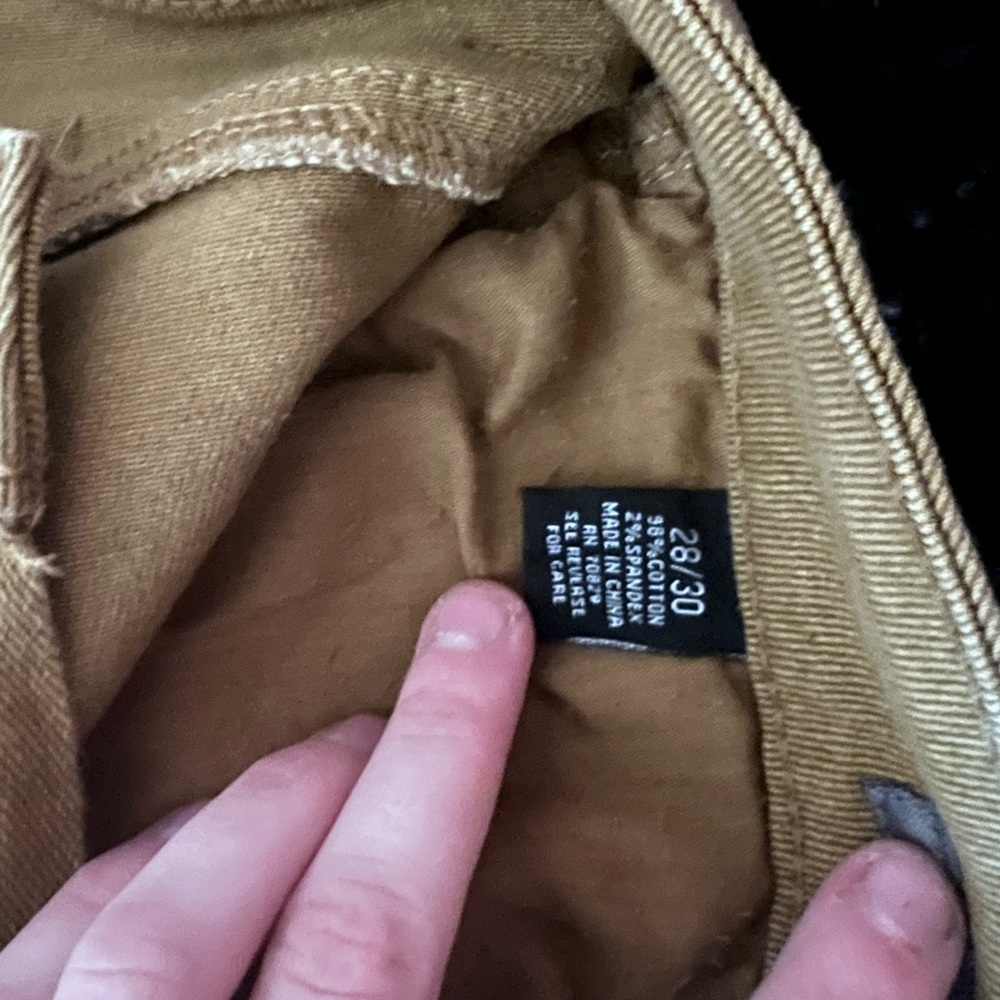 28/30
98%COTTON
2%SPANDEX
MADE IN CHINA
RN 70829
SEE REVERSE
FOR CARE